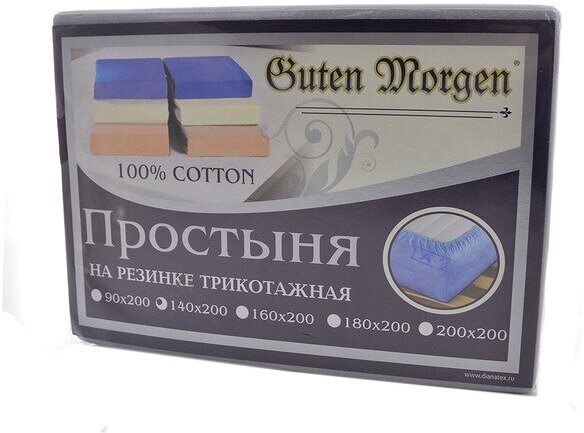 Guten Morgen®
100% COTTON
Простыня
НА РЕЗИНКЕ ТРИКОТАЖНАЯ
90x200 140x200 160x200 180x200 200x200
www.dianatex.ru